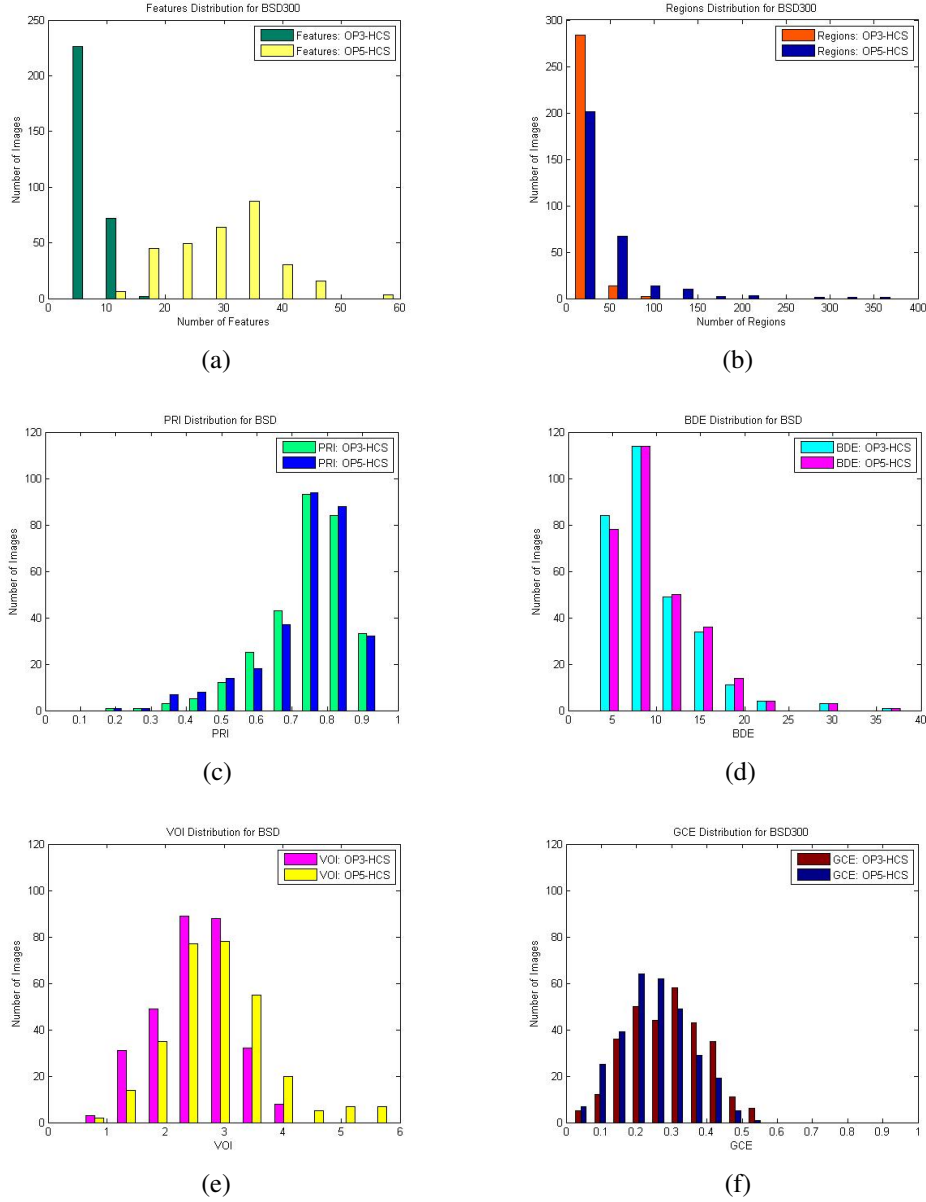 Features Distribution for BSD300
250
200
150
100
50
0
Number of Images
Features: OP3-HCS
Features: OP5-HCS
0 10 20 30 40 50 60
Number of Features
(a)
Regions Distribution for BSD300
300
250
200
150
100
50
0
Number of Images
Regions: OP3-HCS
Regions: OP5-HCS
0 50 100 150 200 250 300 350 400
Number of Regions
(b)
PRI Distribution for BSD
120
100
80
60
40
20
0
Number of Images
PRI: OP3-HCS
PRI: OP5-HCS
0 0.1 0.2 0.3 0.4 0.5 0.6 0.7 0.8 0.9 1
PRI
(c)
BDE Distribution for BSD
120
100
80
60
40
20
0
Number of Images
BDE: OP3-HCS
BDE: OP5-HCS
0 5 10 15 20 25 30 35 40
BDE
(d)
VOI Distribution for BSD
120
100
80
60
40
20
0
Number of Images
VOI: OP3-HCS
VOI: OP5-HCS
0 1 2 3 4 5 6
VOI
(e)
GCE Distribution for BSD300
120
100
80
60
40
20
0
Number of Images
GCE: OP3-HCS
GCE: OP5-HCS
0 0.1 0.2 0.3 0.4 0.5 0.6 0.7 0.8 0.9 1
GCE
(f)